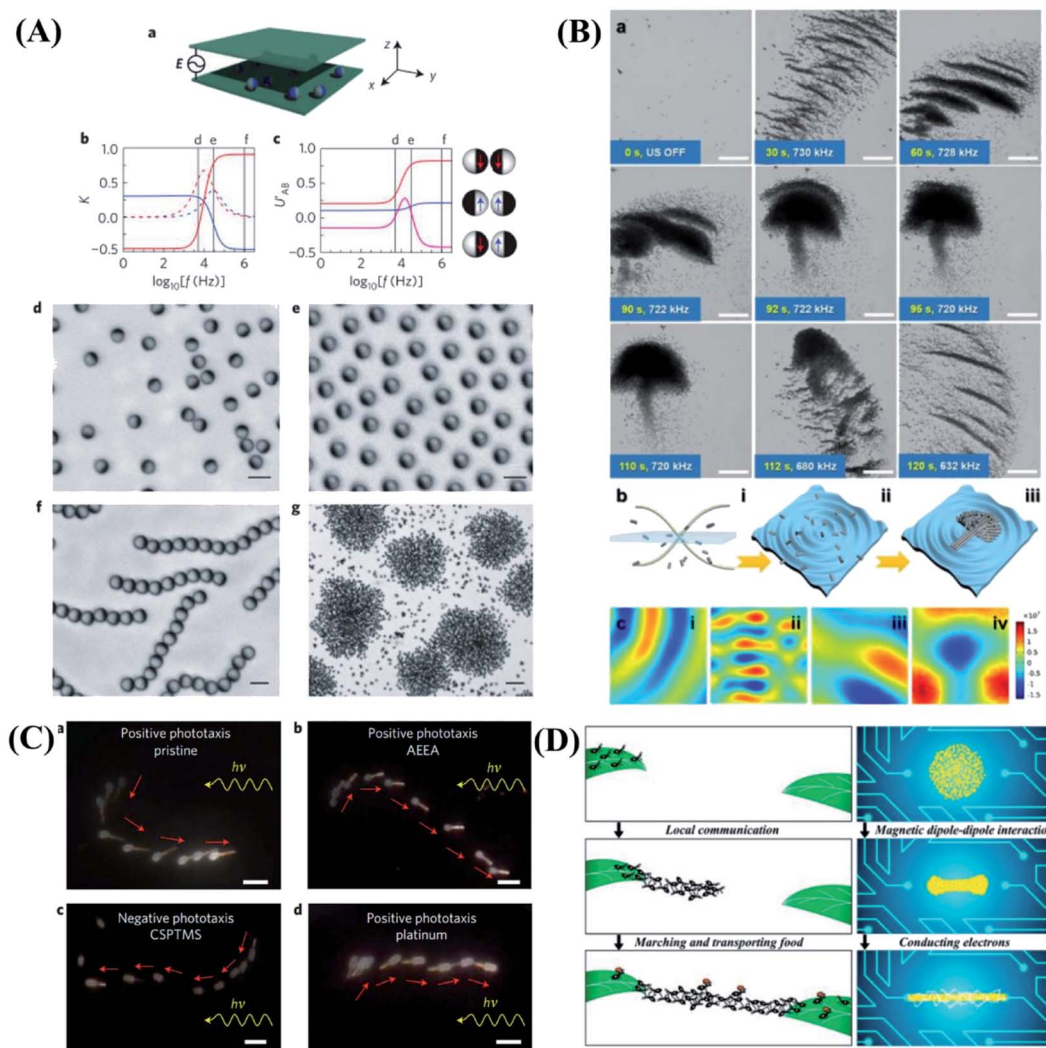 (A)
a
E
z
y
x
b
d e f
1.0
0.5
0.0
−0.5
K
0 2 4 6
log10[f (Hz)]
c
d e f
1.0
0.5
0.0
−0.5
U*AB
0 2 4 6
log10[f (Hz)]
d
e
f
g
(B)
a
0 s, US OFF
30 s, 730 kHz
60 s, 728 kHz
90 s, 722 kHz
92 s, 722 kHz
95 s, 720 kHz
110 s, 720 kHz
112 s, 680 kHz
120 s, 632 kHz
b
i
ii
iii
c
i
ii
iii
iv
×10⁷
1.5
1
0.5
0
-0.5
-1
-1.5
(C)
a
Positive phototaxis
pristine
hν
b
Positive phototaxis
AEEA
hν
c
Negative phototaxis
CSPTMS
hν
d
Positive phototaxis
platinum
hν
(D)
Local communication
Magnetic dipole-dipole interaction
Marching and transporting food
Conducting electrons